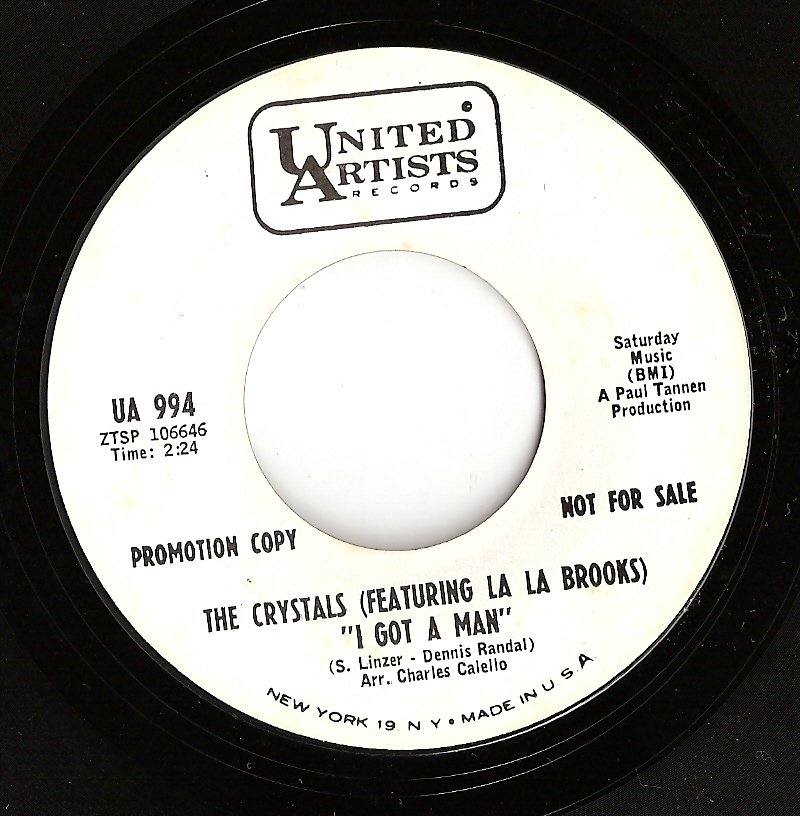 UNITED
ARTISTS
RECORDS
Saturday
Music
(BMI)
A Paul Tannen
Production
UA 994
ZTSP 106646
Time: 2:24
NOT FOR SALE
PROMOTION COPY
THE CRYSTALS (FEATURING LA LA BROOKS)
"I GOT A MAN"
(S. Linzer - Dennis Randal)
Arr. Charles Calello
NEW YORK 19, N Y • MADE IN U S A